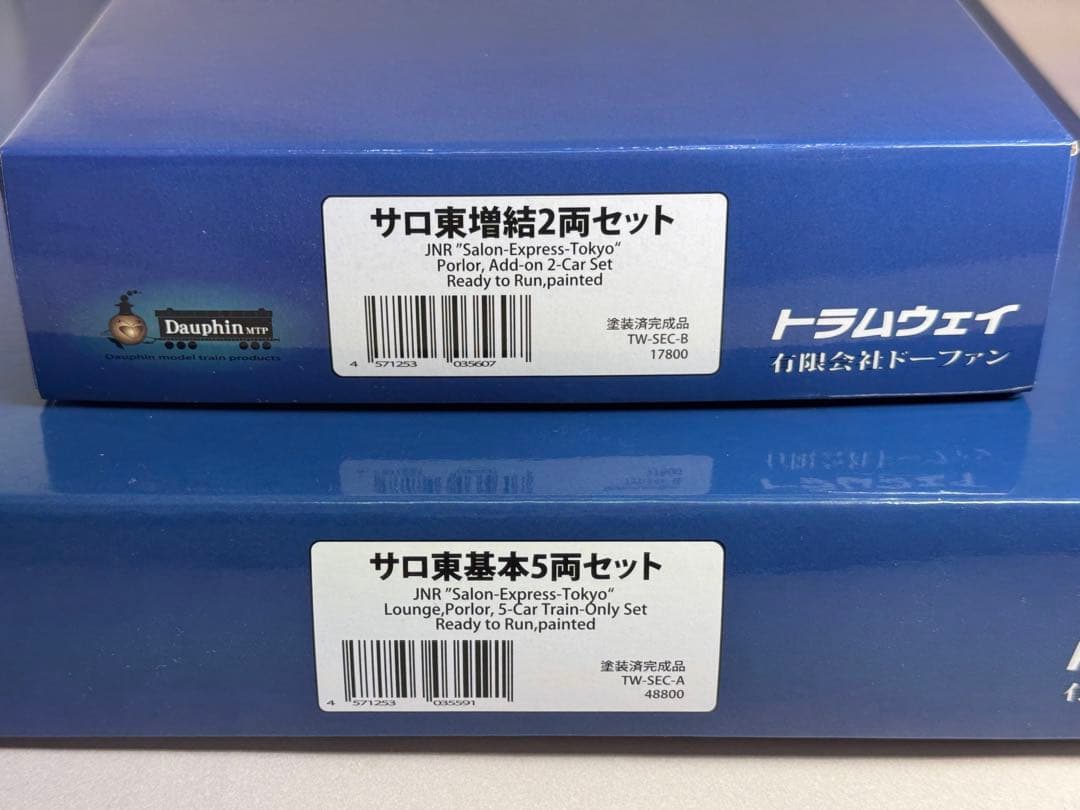 サロ東増結2両セット
JNR "Salon-Express-Tokyo"
Porlor, Add-on 2-Car Set
Ready to Run,painted
塗装済完成品
TW-SEC-B
17800
4 571253 035607
Dauphin MTP
Dauphin model train products
トラムウェイ
有限会社ドーファン
サロ東基本5両セット
JNR "Salon-Express-Tokyo"
Lounge,Porlor, 5-Car Train-Only Set
Ready to Run,painted
塗装済完成品
TW-SEC-A
48800
4 571253 035591